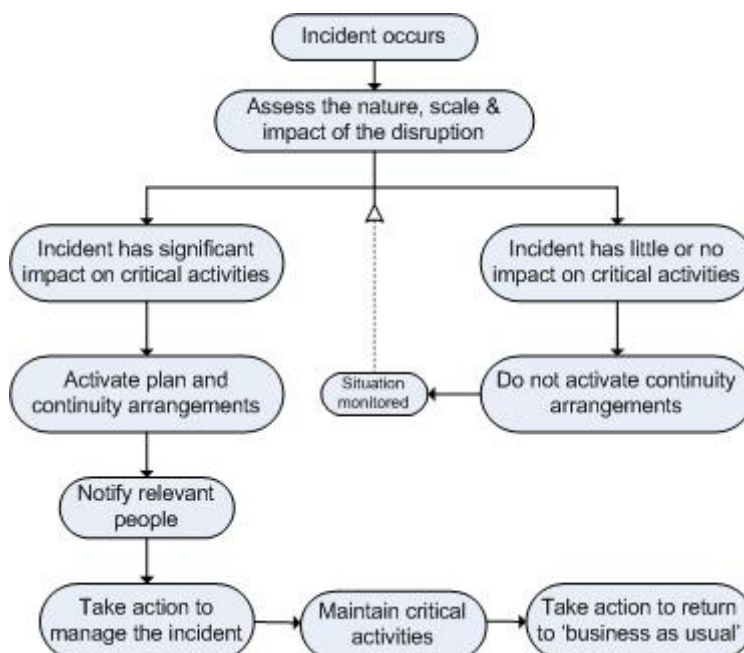 Incident occurs
Assess the nature, scale &
impact of the disruption
Incident has significant
impact on critical activities
Incident has little or no
impact on critical activities
Activate plan and
continuity arrangements
Situation
monitored
Do not activate continuity
arrangements
Notify relevant
people
Take action to
manage the incident
Maintain critical
activities
Take action to return
to 'business as usual'